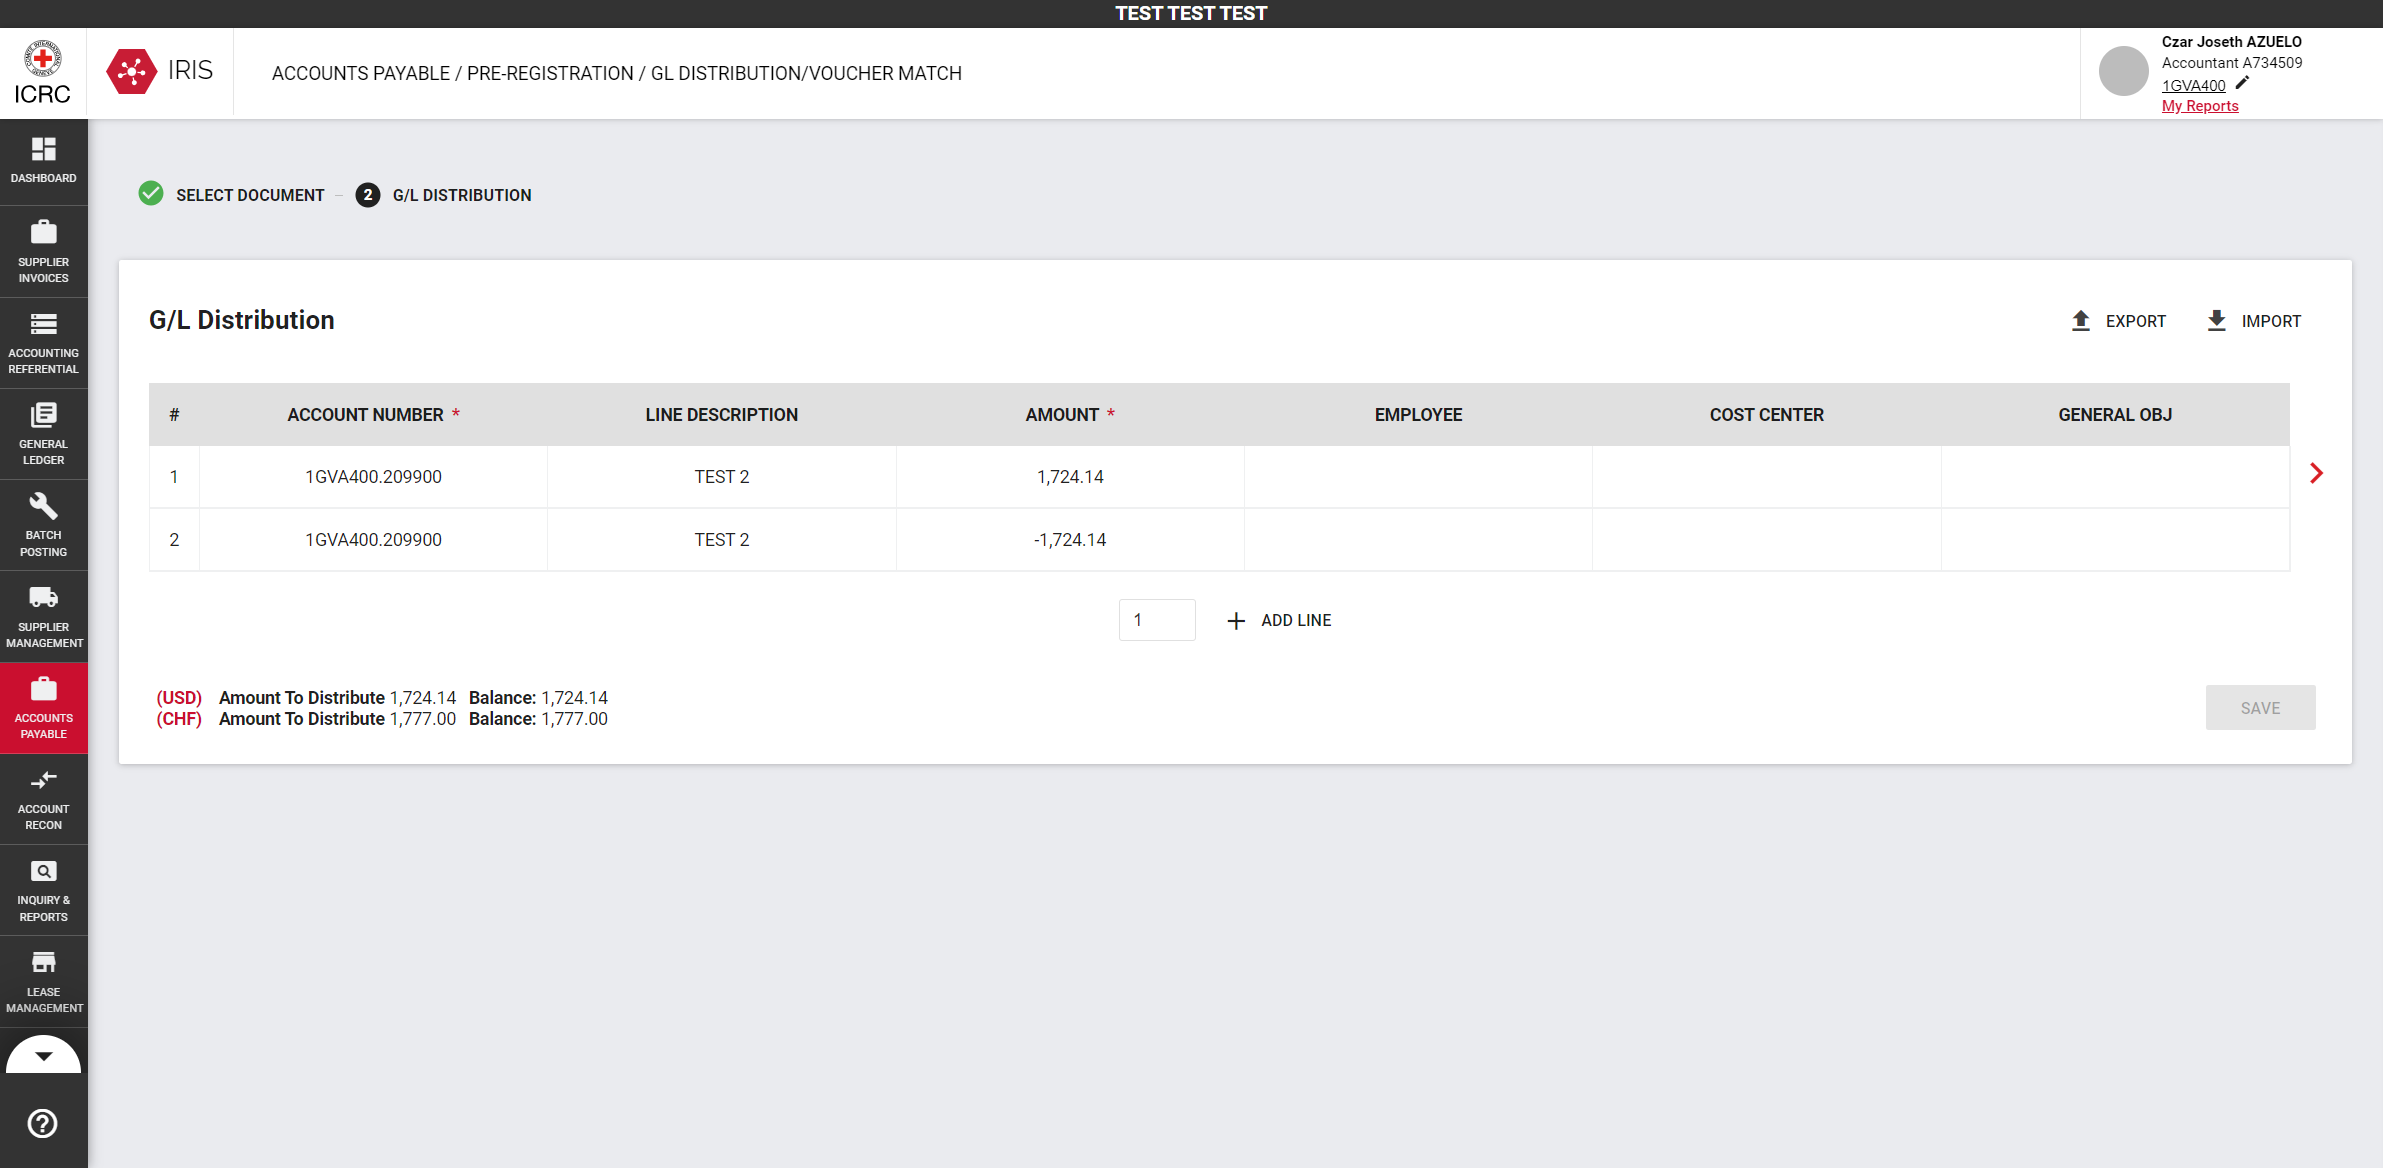 TEST TEST TEST
ICRC
IRIS
ACCOUNTS PAYABLE / PRE-REGISTRATION / GL DISTRIBUTION/VOUCHER MATCH
Czar Joseth AZUELO
Accountant A734509
1GVA400
My Reports
DASHBOARD
SUPPLIER
INVOICES
ACCOUNTING
REFERENTIAL
GENERAL
LEDGER
BATCH
POSTING
SUPPLIER
MANAGEMENT
ACCOUNTS
PAYABLE
ACCOUNT
RECON
INQUIRY &
REPORTS
LEASE
MANAGEMENT
SELECT DOCUMENT – 2 G/L DISTRIBUTION
G/L Distribution
EXPORT IMPORT
# ACCOUNT NUMBER * LINE DESCRIPTION AMOUNT * EMPLOYEE COST CENTER GENERAL OBJ
1 1GVA400.209900 TEST 2 1,724.14
2 1GVA400.209900 TEST 2 -1,724.14
1 + ADD LINE
(USD) Amount To Distribute 1,724.14 Balance: 1,724.14
(CHF) Amount To Distribute 1,777.00 Balance: 1,777.00
SAVE